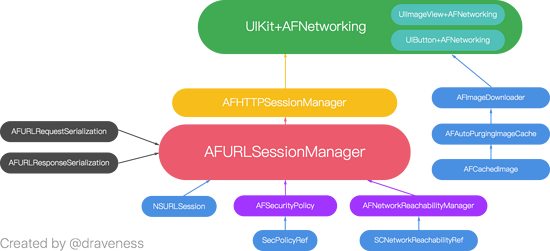 UIKit+AFNetworking
UIImageView+AFNetworking
UIButton+AFNetworking
AFHTTPSessionManager
AFImageDownloader
AFURLRequestSerialization
AFAutoPurgingImageCache
AFURLSessionManager
AFURLResponseSerialization
AFCachedImage
NSURLSession
AFSecurityPolicy
AFNetworkReachabilityManager
SecPolicyRef
SCNetworkReachabilityRef
Created by @draveness